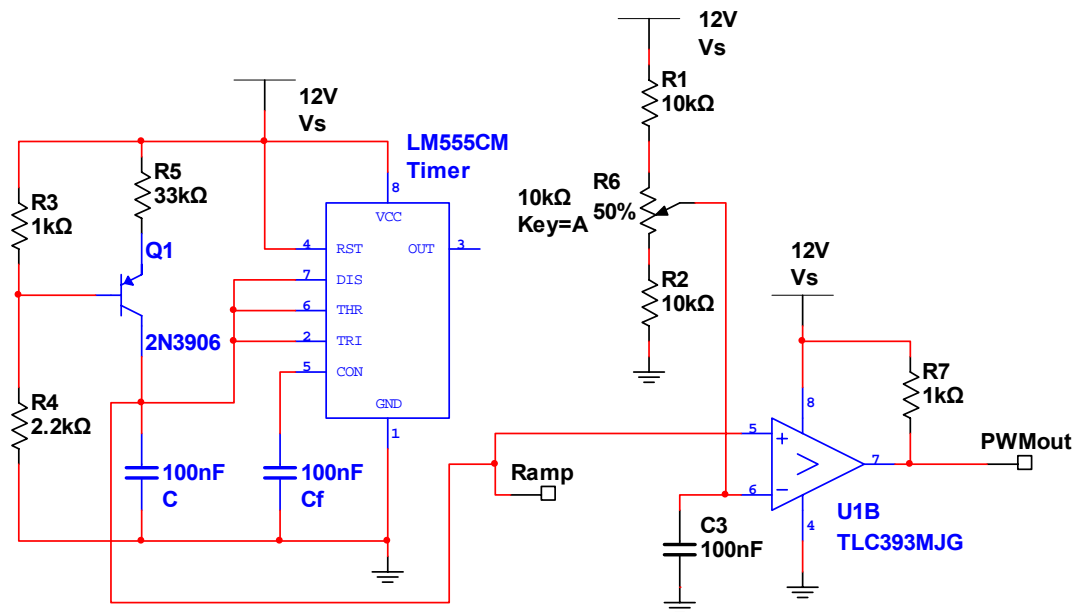 12V
Vs
R3
1kΩ
R5
33kΩ
Q1
2N3906
R4
2.2kΩ
100nF
C
100nF
Cf
LM555CM
Timer
8
VCC
4
RST
OUT
3
7
DIS
6
THR
2
TRI
5
CON
GND
1
Ramp
12V
Vs
R1
10kΩ
10kΩ
Key=A
R6
50%
R2
10kΩ
C3
100nF
12V
Vs
R7
1kΩ
8
5
+
6
−
7
4
U1B
TLC393MJG
PWMout